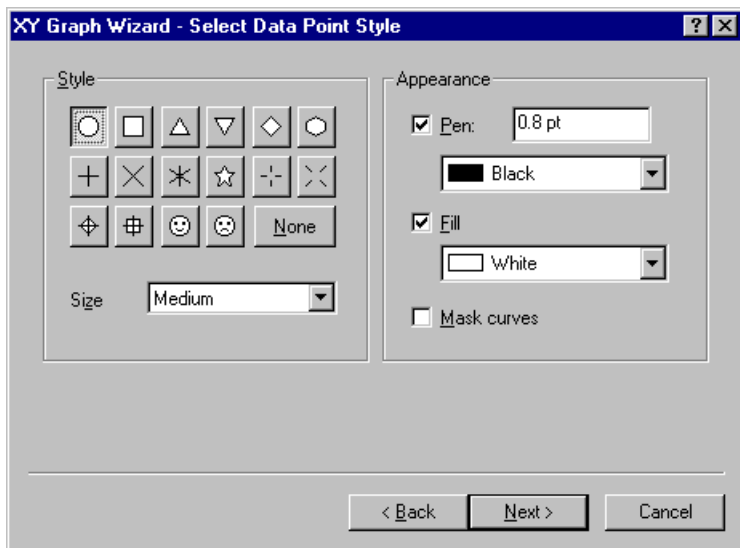 XY Graph Wizard - Select Data Point Style
Style
None
Size
Medium
Appearance
Pen:
0.8 pt
Black
Fill
White
Mask curves
< Back
Next >
Cancel